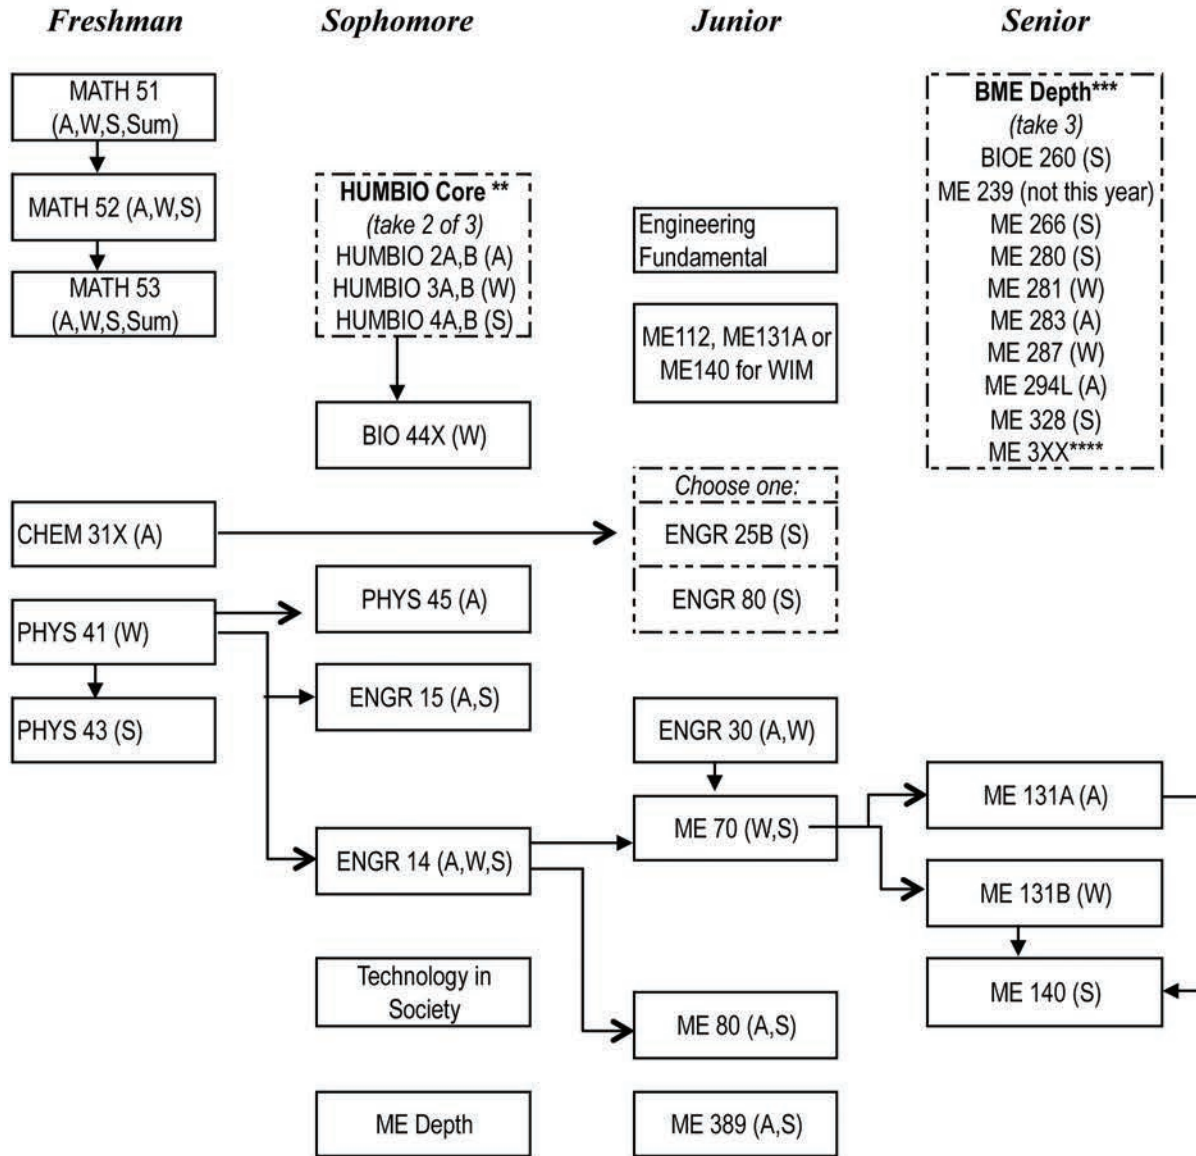 Freshman
Sophomore
Junior
Senior
MATH 51
(A,W,S,Sum)
MATH 52 (A,W,S)
MATH 53
(A,W,S,Sum)
CHEM 31X (A)
PHYS 41 (W)
PHYS 43 (S)
HUMBIO Core **
(take 2 of 3)
HUMBIO 2A,B (A)
HUMBIO 3A,B (W)
HUMBIO 4A,B (S)
BIO 44X (W)
PHYS 45 (A)
ENGR 15 (A,S)
ENGR 14 (A,W,S)
Technology in
Society
ME Depth
Engineering
Fundamental
ME112, ME131A or
ME140 for WIM
Choose one:
ENGR 25B (S)
ENGR 80 (S)
ENGR 30 (A,W)
ME 70 (W,S)
ME 80 (A,S)
ME 389 (A,S)
BME Depth***
(take 3)
BIOE 260 (S)
ME 239 (not this year)
ME 266 (S)
ME 280 (S)
ME 281 (W)
ME 283 (A)
ME 287 (W)
ME 294L (A)
ME 328 (S)
ME 3XX****
ME 131A (A)
ME 131B (W)
ME 140 (S)